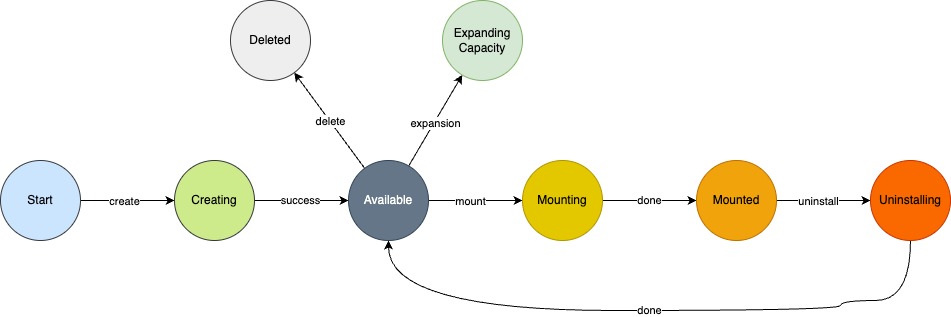 Deleted
Expanding
Capacity
delete
expansion
Start
create
Creating
success
Available
mount
Mounting
done
Mounted
uninstall
Uninstalling
done